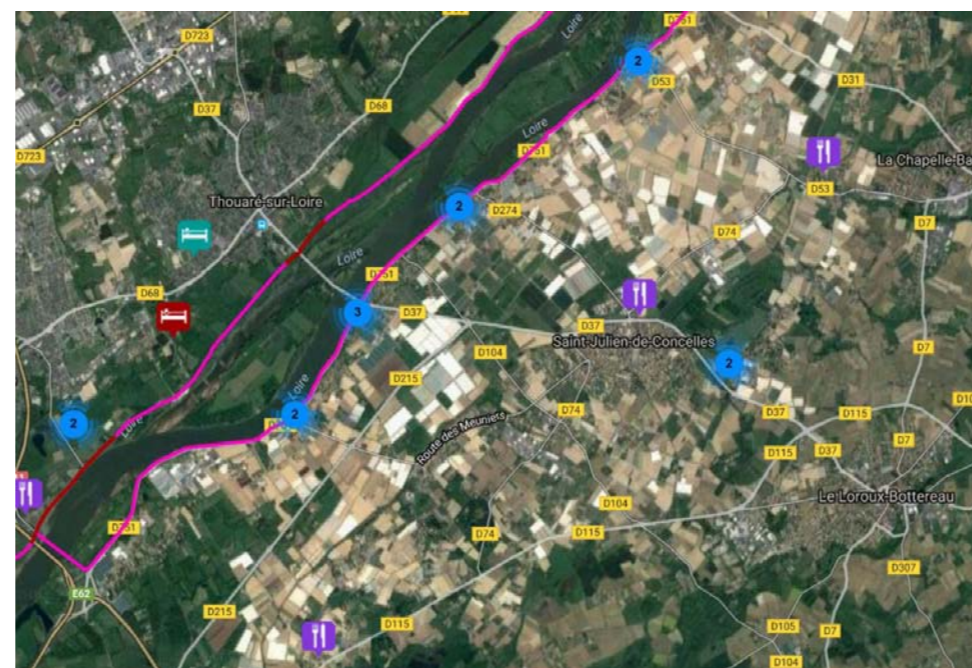 D751
D723
Loire
2
D53
D31
D37
D68
Loire
D751
D723
La Chapelle-Ba
D53
Thouaré-sur-Loire
2
D274
D7
D74
Loire
D751
D68
3
D37
D37
Saint-Julien-de-Concelles
D104
D7
2
D215
Loire
2
D74
D37
D115
2
Loire
Route des Meuniers
D115
D37
D7
D104
Le Loroux-Bottereau
D751
D74
D115
D307
E62
D215
D115
D105
D7
D104